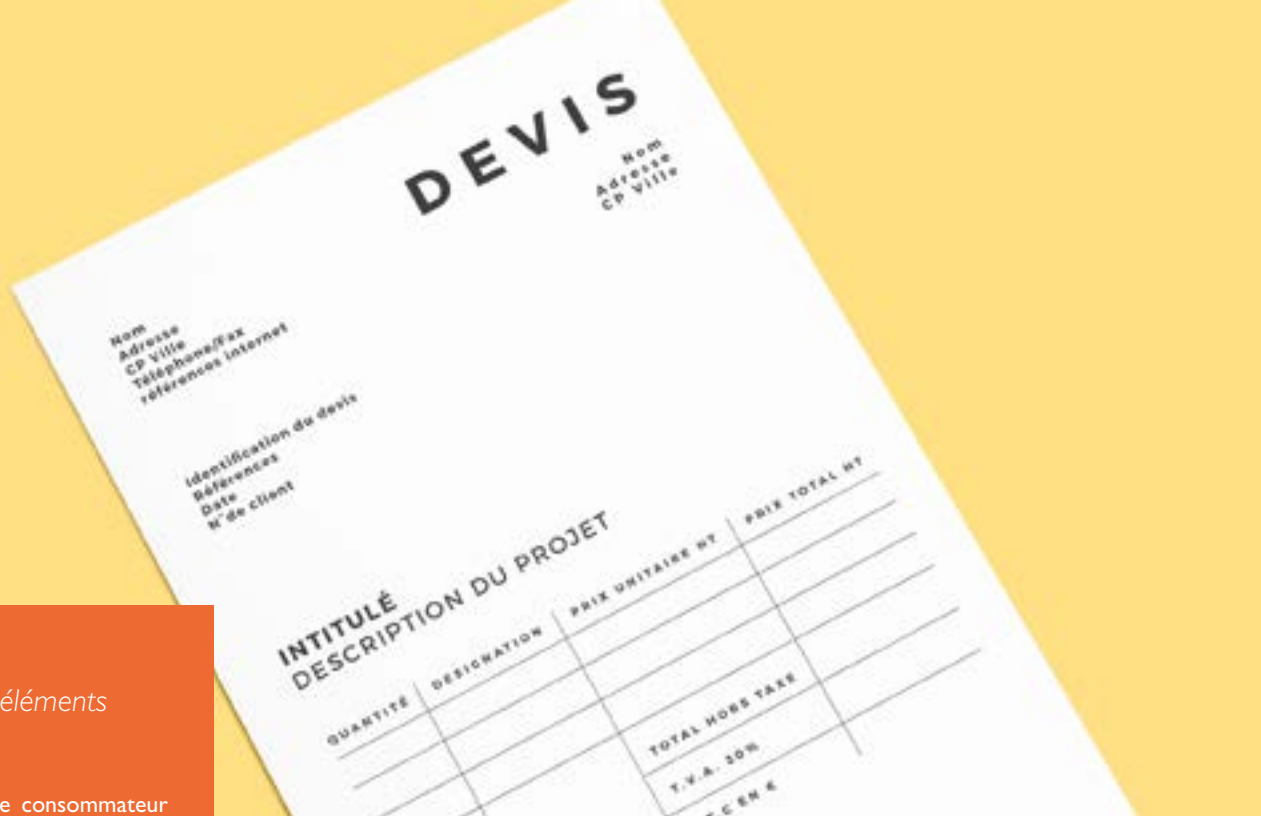 DEVIS
Nom
Adresse
CP Ville
Nom
Adresse
CP Ville
Téléphone/Fax
références internet
Identification du devis
Références
Date
N°de client
INTITULÉ
DESCRIPTION DU PROJET
QUANTITÉ DESIGNATION PRIX UNITAIRE HT PRIX TOTAL HT
TOTAL HORS TAXE
T.V.A. 20%
C EN €
éléments
consommateur